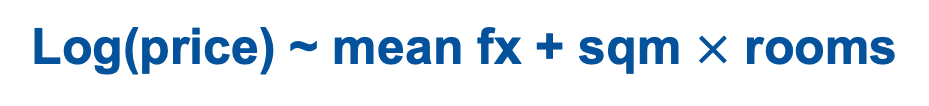 Log(price) ~ mean fx + sqm × rooms